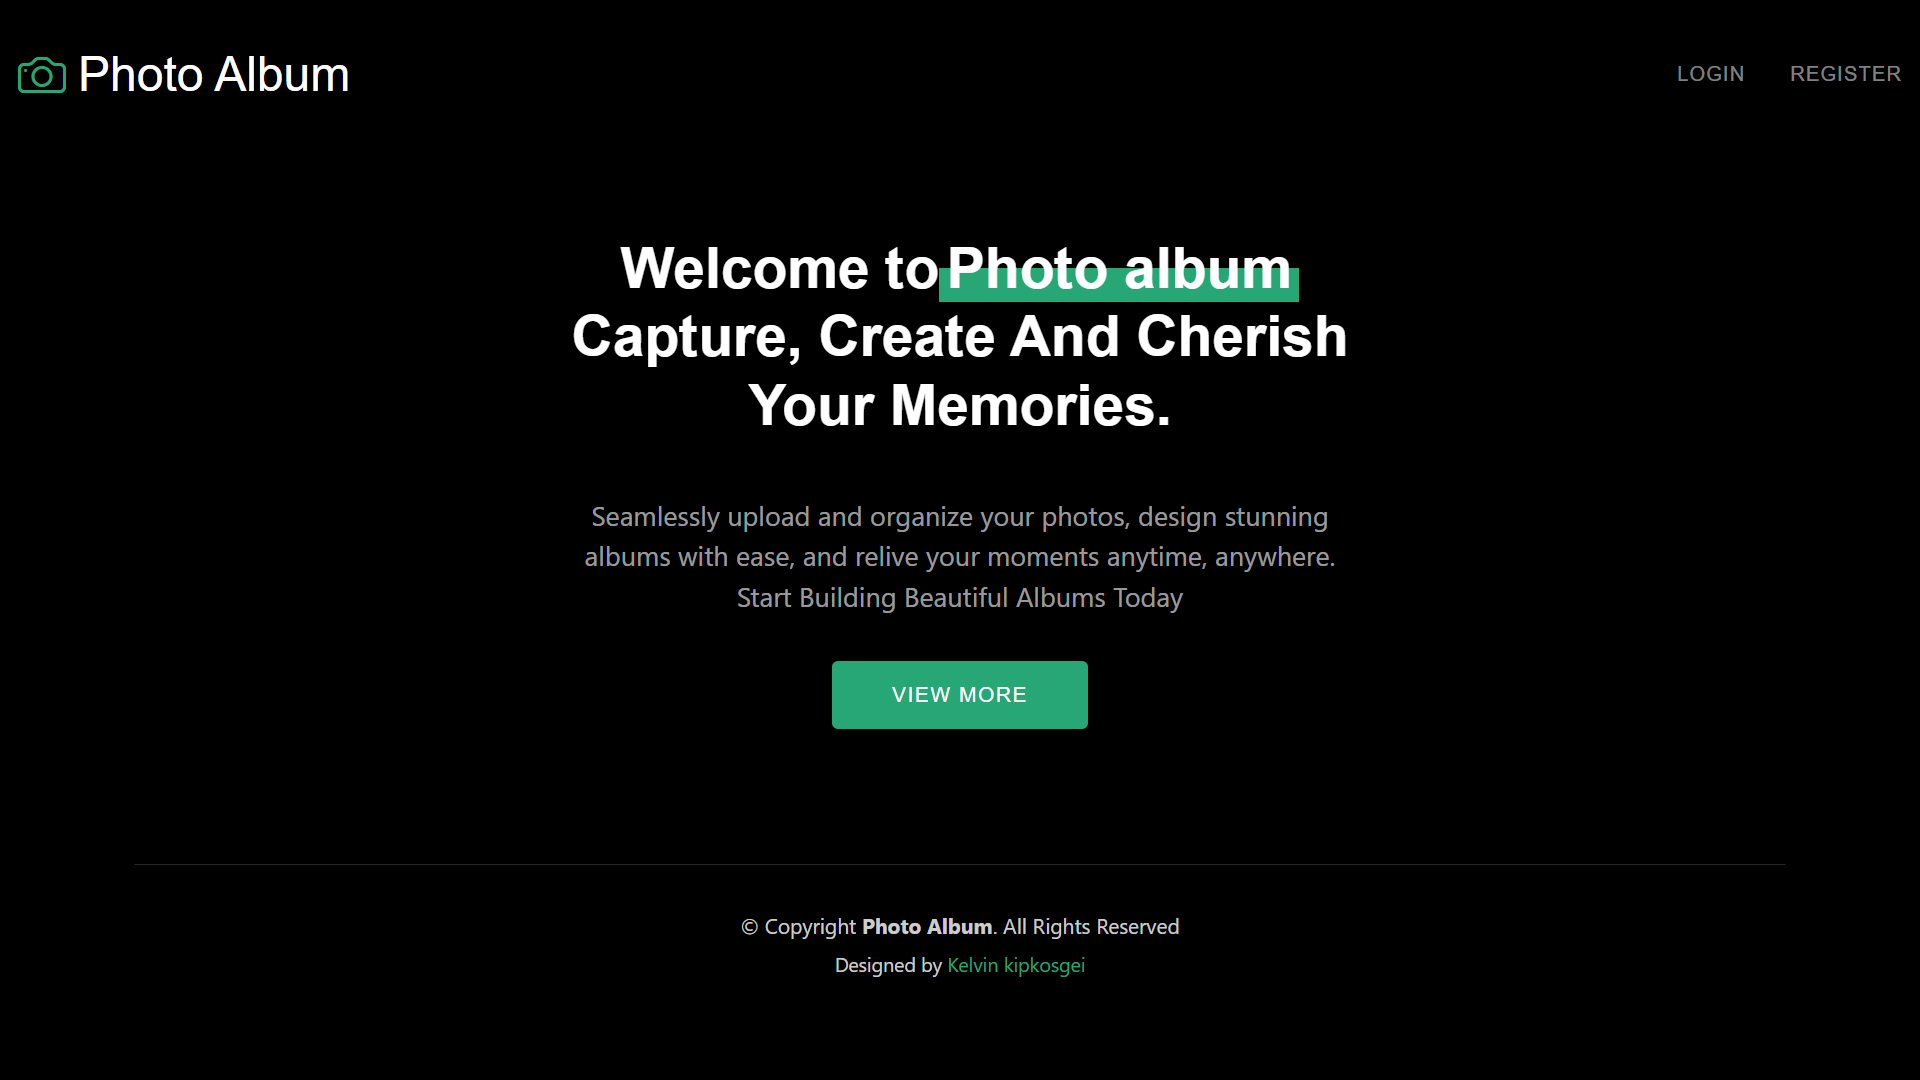 Photo Album
LOGIN
REGISTER
Welcome to Photo album
Capture, Create And Cherish
Your Memories.
Seamlessly upload and organize your photos, design stunning
albums with ease, and relive your moments anytime, anywhere.
Start Building Beautiful Albums Today
VIEW MORE
© Copyright Photo Album. All Rights Reserved
Designed by Kelvin kipkosgei